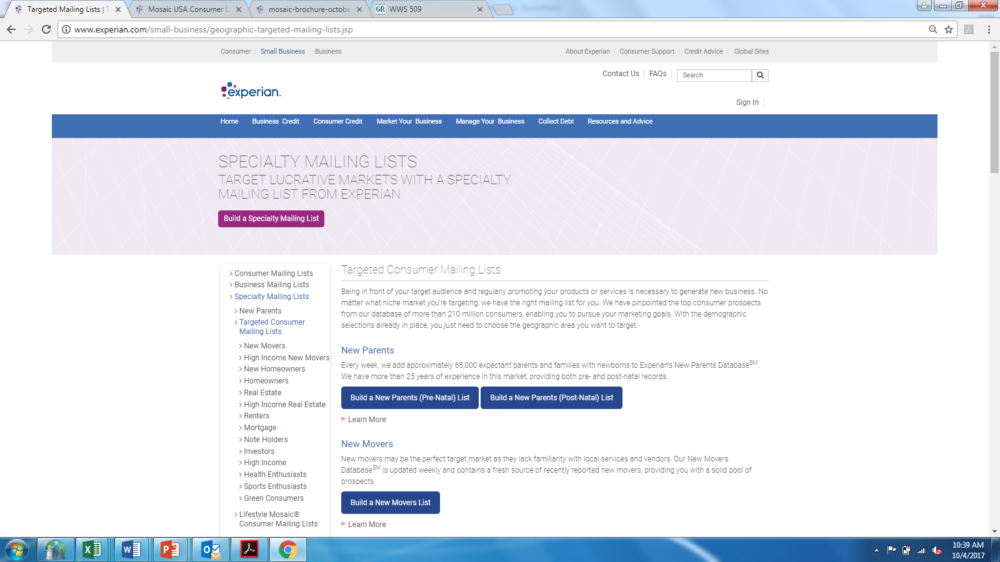 Targeted Mailing Lists | T
Mosaic USA Consumer L
mosaic-brochure-octobe
GR WWS 509
www.experian.com/small-business/geographic-targeted-mailing-lists.jsp
Consumer Small Business Business About Experian Consumer Support Credit Advice Global Sites
Contact Us FAQs Search
experian™
Sign In
Home Business Credit Consumer Credit Market Your Business Manage Your Business Collect Debt Resources and Advice
SPECIALTY MAILING LISTS
TARGET LUCRATIVE MARKETS WITH A SPECIALTY
MAILING LIST FROM EXPERIAN
Build a Specialty Mailing List
Consumer Mailing Lists
Business Mailing Lists
Specialty Mailing Lists
New Parents
Targeted Consumer
Mailing Lists
New Movers
High Income New Movers
New Homeowners
Homeowners
Real Estate
High Income Real Estate
Renters
Mortgage
Note Holders
Investors
High Income
Health Enthusiasts
Sports Enthusiasts
Green Consumers
Lifestyle Mosaic®
Consumer Mailing Lists
Targeted Consumer Mailing Lists
Being in front of your target audience and regularly promoting your products or services is necessary to generate new business. No
matter what niche market you're targeting, we have the right mailing list for you. We have pinpointed the top consumer prospects
from our database of more than 210 million consumers, enabling you to pursue your marketing goals. With the demographic
selections already in place, you just need to choose the geographic area you want to target.
New Parents
Every week, we add approximately 65,000 expectant parents and families with newborns to Experian's New Parents Database℠.
We have more than 25 years of experience in this market, providing both pre- and post-natal records.
Build a New Parents (Pre-Natal) List Build a New Parents (Post-Natal) List
» Learn More
New Movers
New movers may be the perfect target market as they lack familiarity with local services and vendors. Our New Movers
Database℠ is updated weekly and contains a fresh source of recently reported new movers, providing you with a solid pool of
prospects.
Build a New Movers List
» Learn More
10:39 AM
10/4/2017